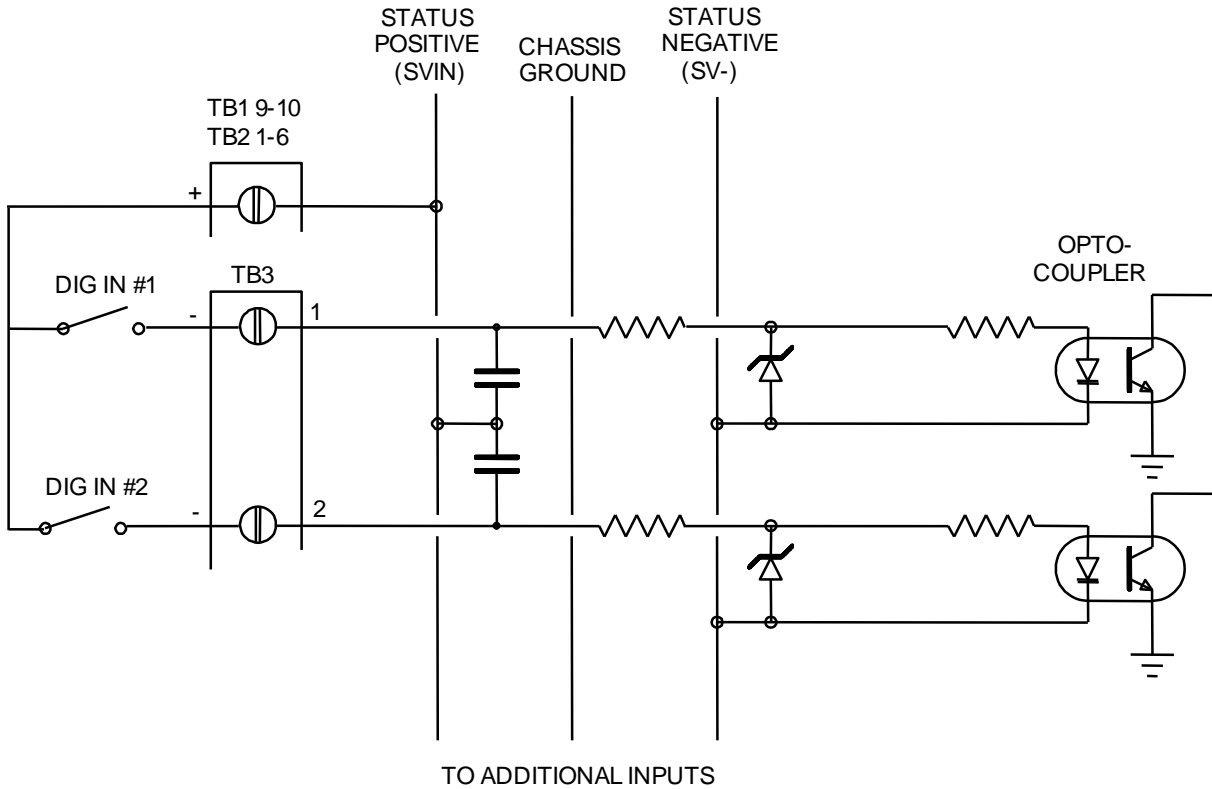 STATUS
POSITIVE
(SVIN)
CHASSIS
GROUND
STATUS
NEGATIVE
(SV-)
TB1 9-10
TB2 1-6
+
OPTO-
COUPLER
DIG IN #1
-
TB3
1
DIG IN #2
-
2
TO ADDITIONAL INPUTS